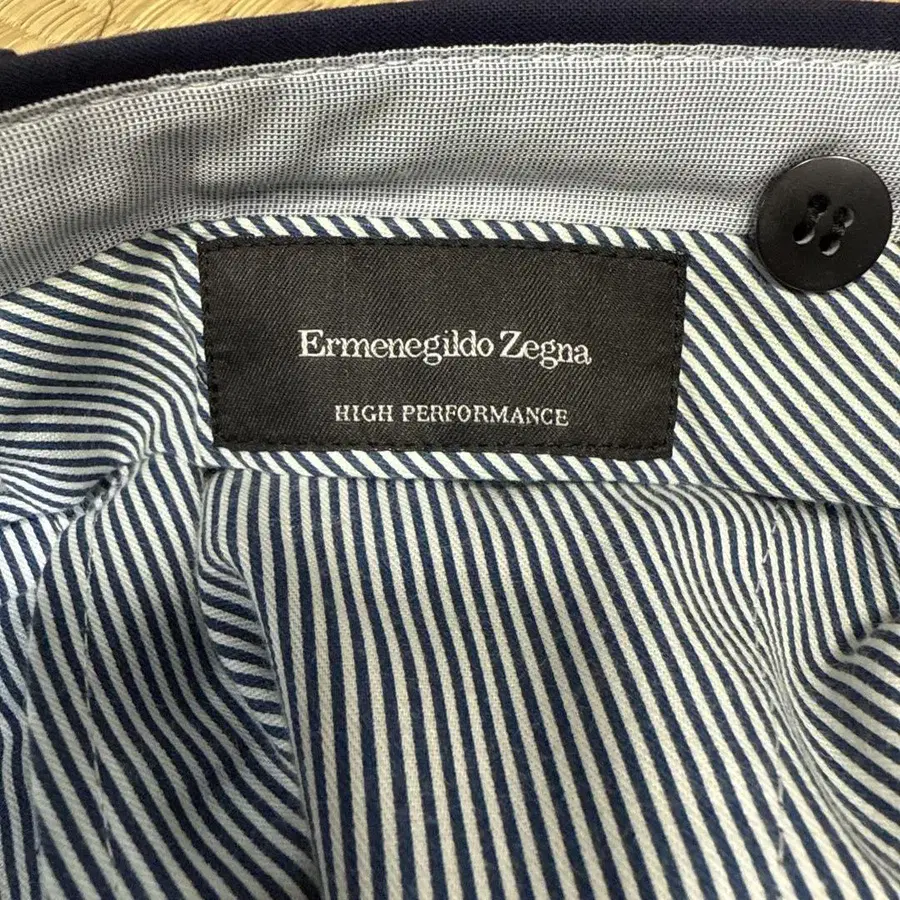 Ermenegildo Zegna
HIGH PERFORMANCE